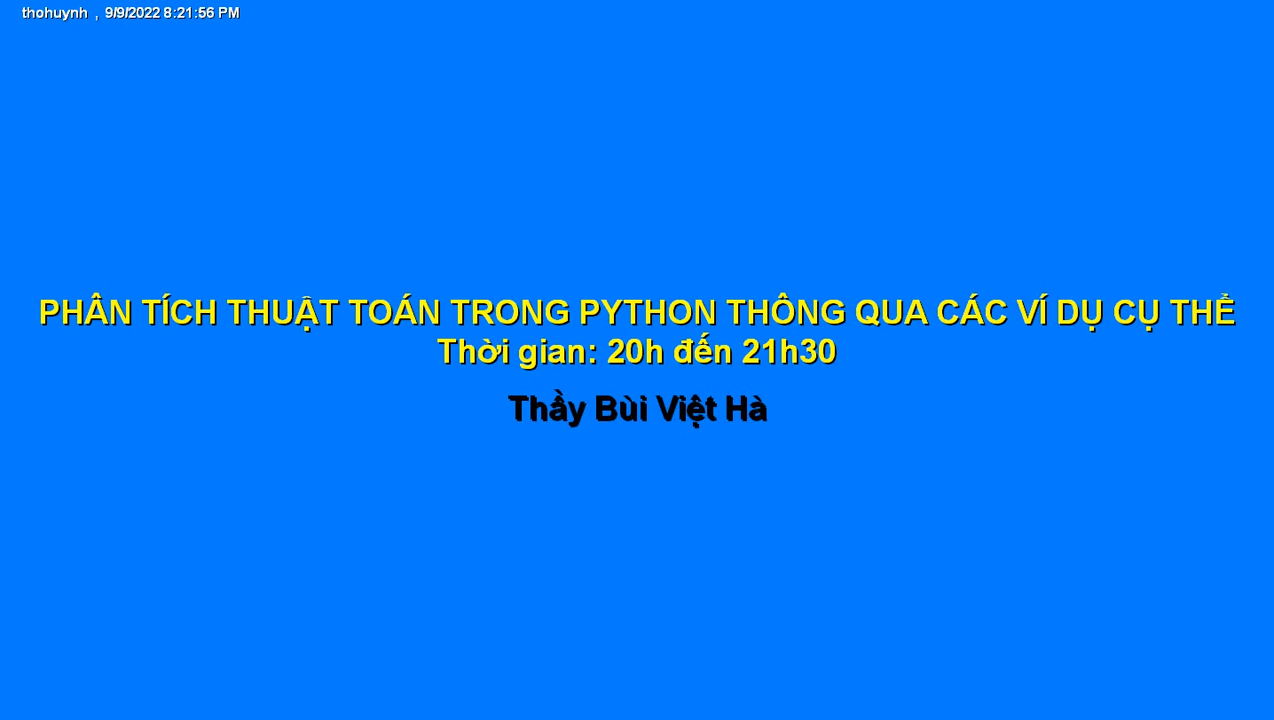 thohuynh , 9/9/2022 8:21:56 PM
PHÂN TÍCH THUẬT TOÁN TRONG PYTHON THÔNG QUA CÁC VÍ DỤ CỤ THỂ
Thời gian: 20h đến 21h30
Thầy Bùi Việt Hà